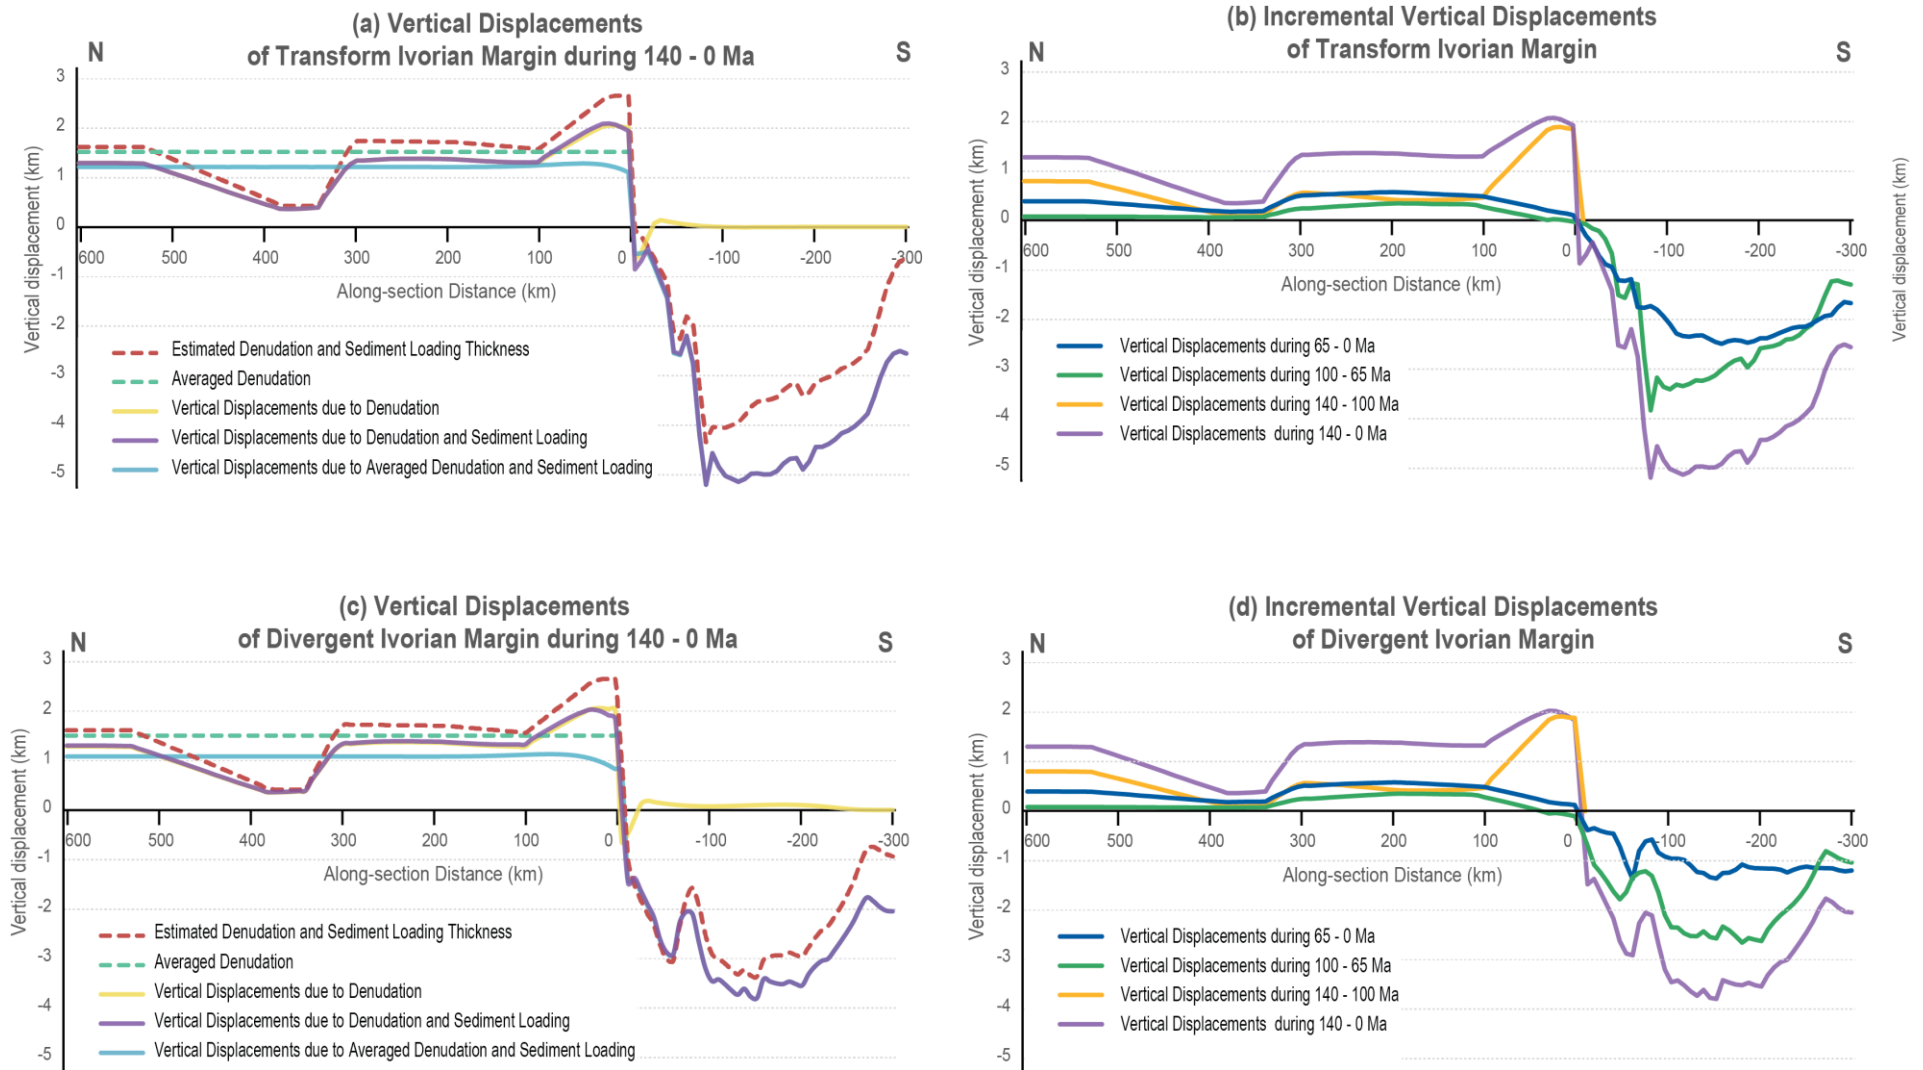 (a) Vertical Displacements
of Transform Ivorian Margin during 140 - 0 Ma
N
S
3
2
1
0
-1
-2
-3
-4
-5
Vertical displacement (km)
600
500
400
300
200
100
0
-100
-200
-300
Along-section Distance (km)
Estimated Denudation and Sediment Loading Thickness
Averaged Denudation
Vertical Displacements due to Denudation
Vertical Displacements due to Denudation and Sediment Loading
Vertical Displacements due to Averaged Denudation and Sediment Loading
(b) Incremental Vertical Displacements
of Transform Ivorian Margin
N
S
3
2
1
0
-1
-2
-3
-4
-5
Vertical displacement (km)
600
500
400
300
200
100
0
-100
-200
-300
Along-section Distance (km)
Vertical Displacements during 65 - 0 Ma
Vertical Displacements during 100 - 65 Ma
Vertical Displacements during 140 - 100 Ma
Vertical Displacements during 140 - 0 Ma
Vertical displacement (km)
(c) Vertical Displacements
of Divergent Ivorian Margin during 140 - 0 Ma
N
S
3
2
1
0
-1
-2
-3
-4
-5
Vertical displacement (km)
600
500
400
300
200
100
0
-100
-200
-300
Along-section Distance (km)
Estimated Denudation and Sediment Loading Thickness
Averaged Denudation
Vertical Displacements due to Denudation
Vertical Displacements due to Denudation and Sediment Loading
Vertical Displacements due to Averaged Denudation and Sediment Loading
(d) Incremental Vertical Displacements
of Divergent Ivorian Margin
N
S
3
2
1
0
-1
-2
-3
-4
-5
Vertical displacement (km)
600
500
400
300
200
100
0
-100
-200
-300
Along-section Distance (km)
Vertical Displacements during 65 - 0 Ma
Vertical Displacements during 100 - 65 Ma
Vertical Displacements during 140 - 100 Ma
Vertical Displacements during 140 - 0 Ma